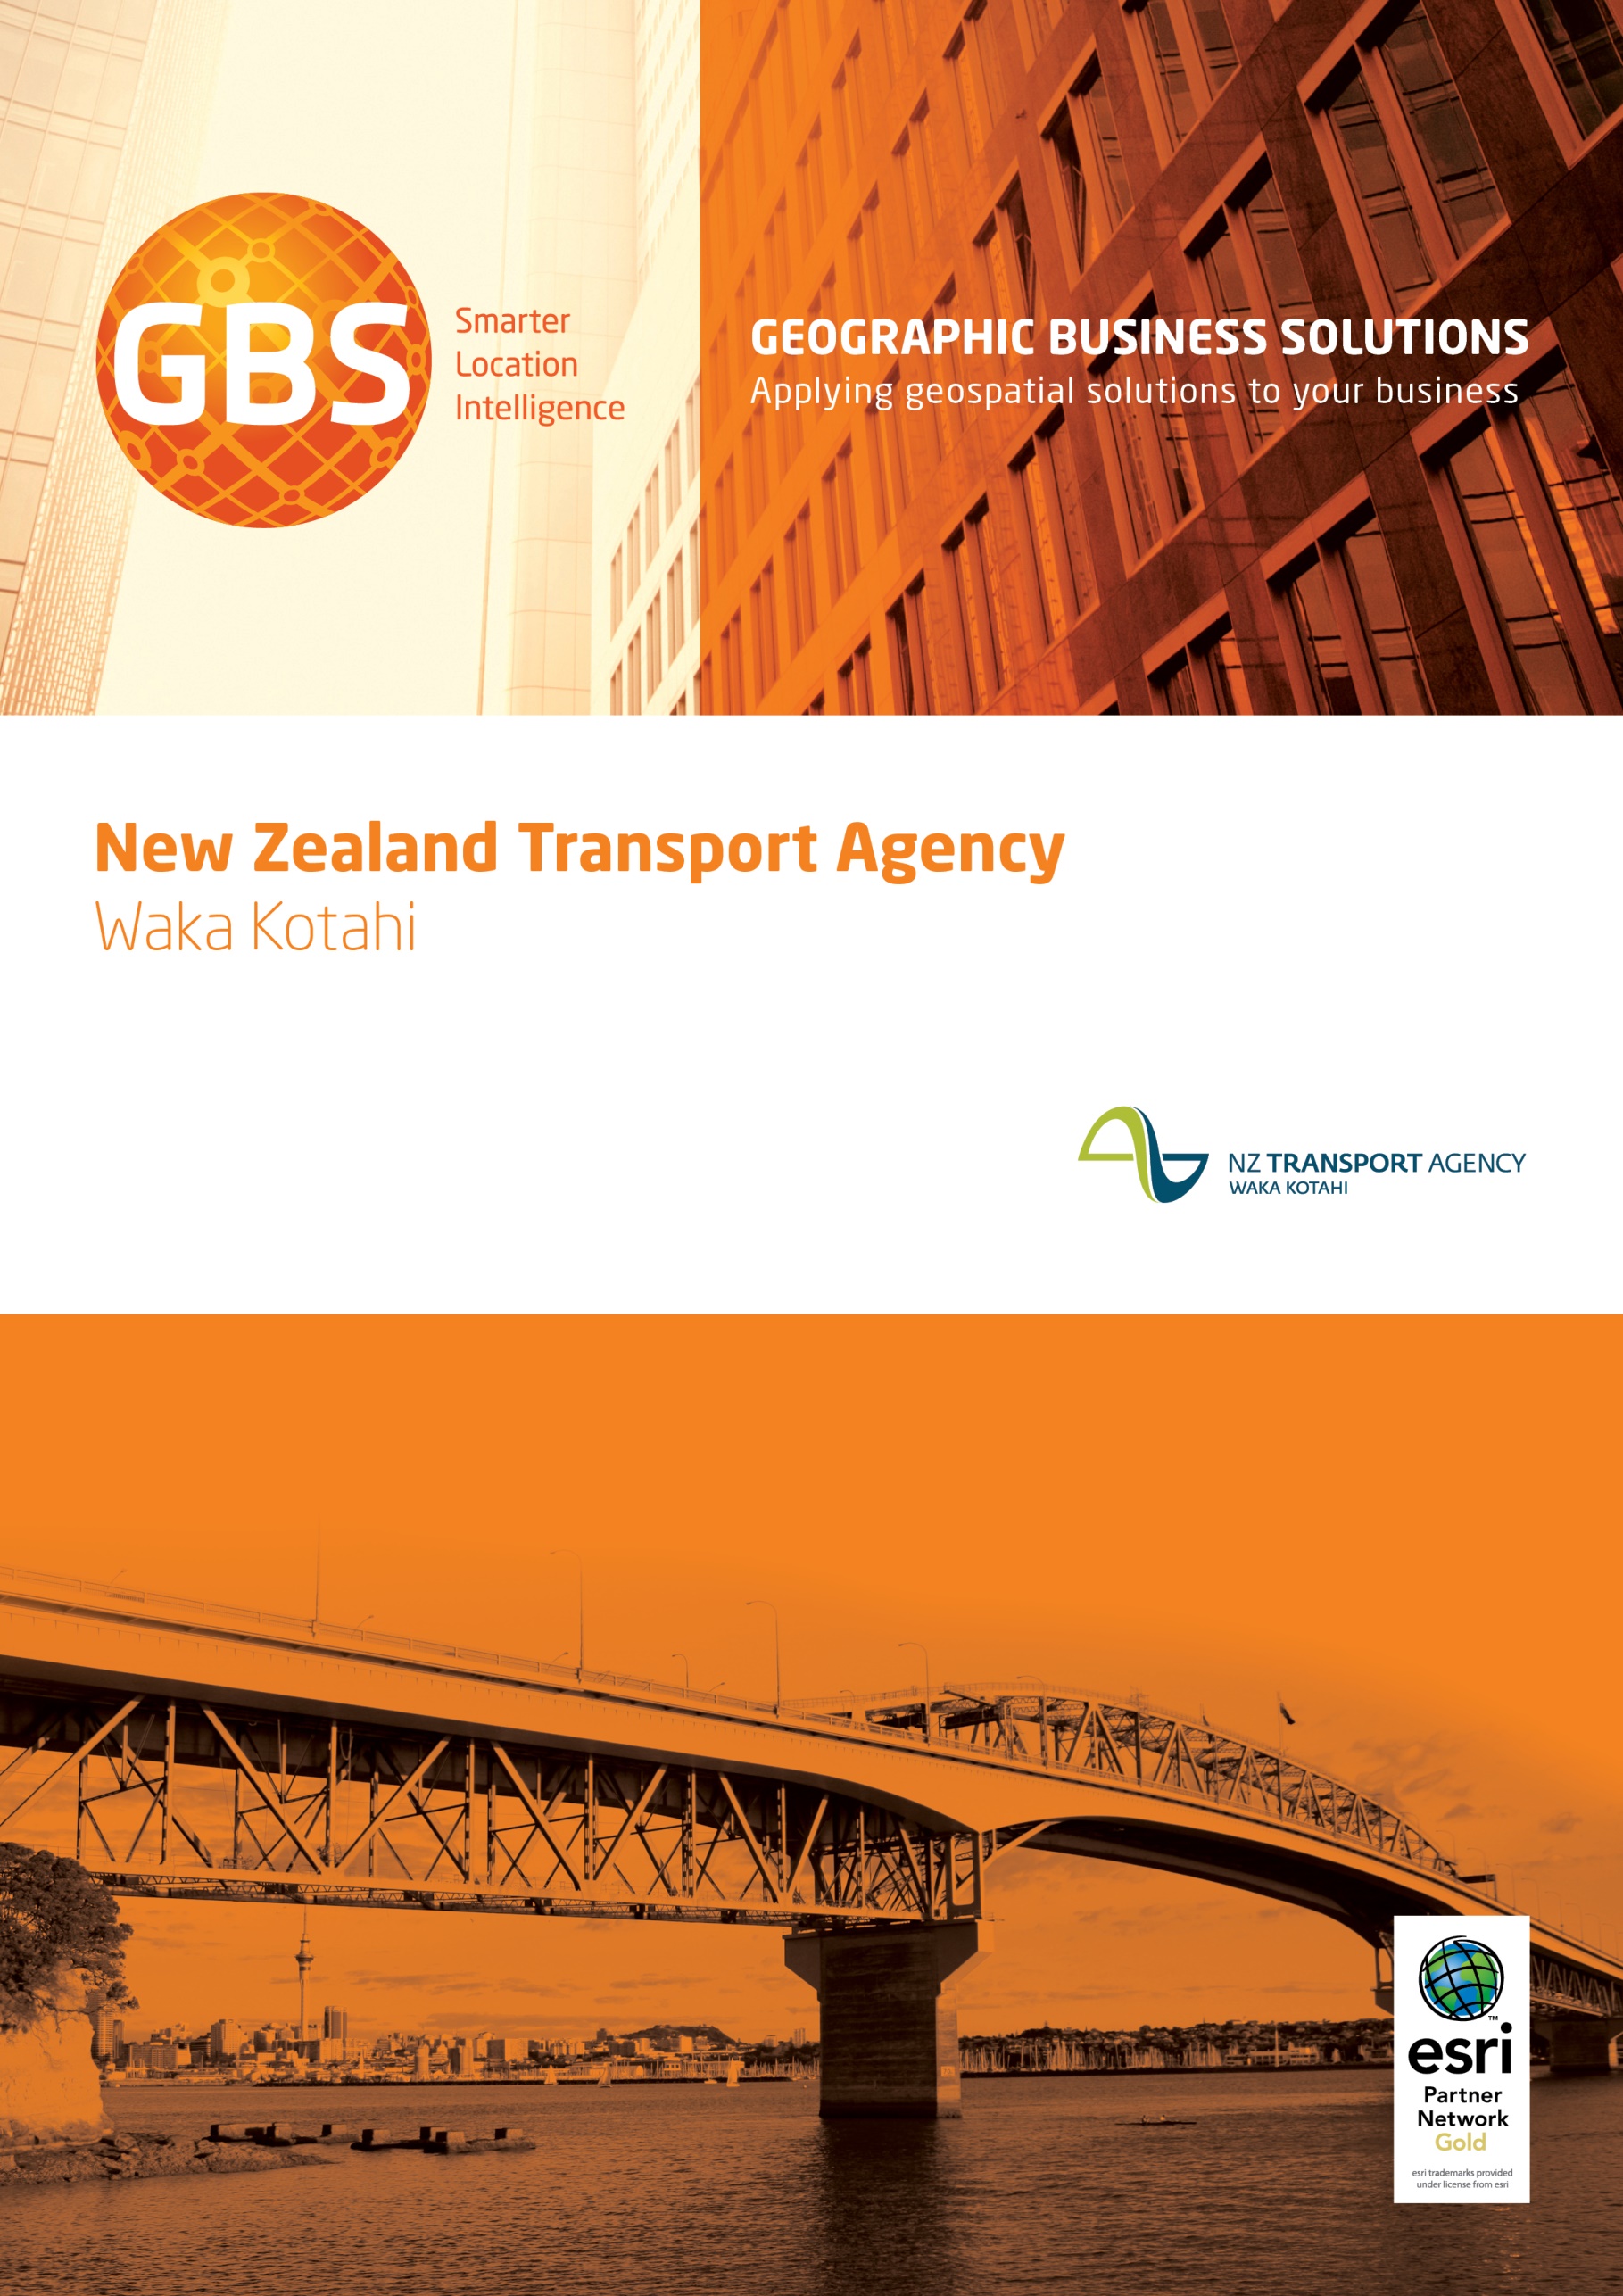 GBS
Smarter
Location
Intelligence
GEOGRAPHIC BUSINESS SOLUTIONS
Applying geospatial solutions to your business
New Zealand Transport Agency
Waka Kotahi
NZ TRANSPORT AGENCY
WAKA KOTAHI
esri™
Partner
Network
Gold
esri trademarks provided
under license from esri